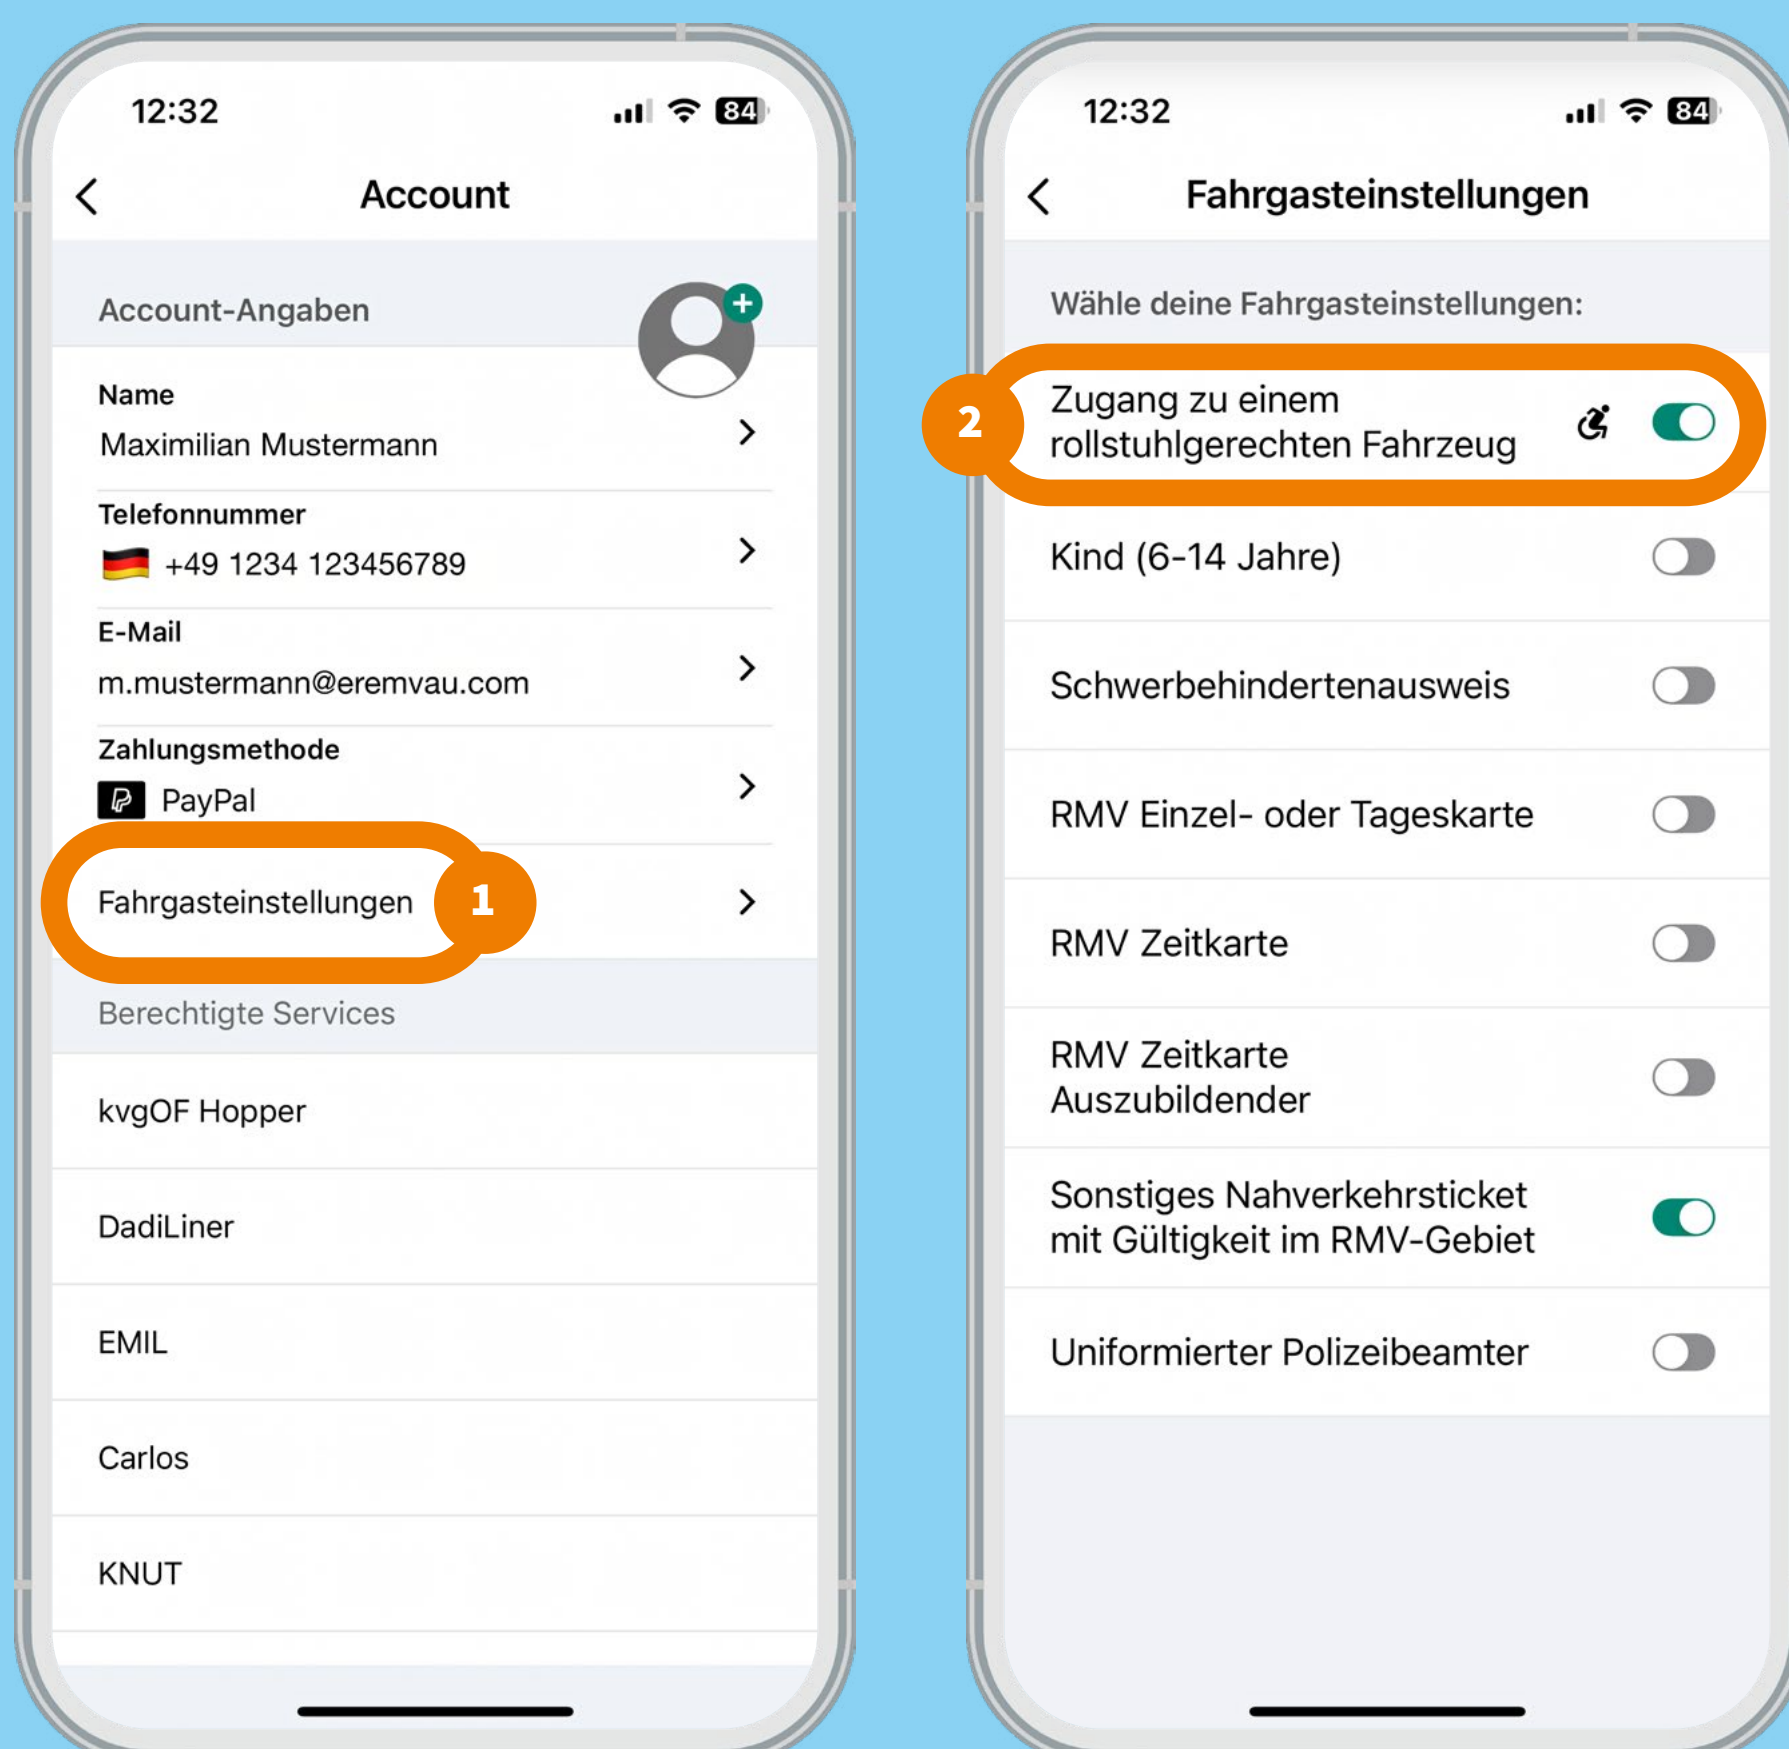 12:32
84
Account
Account-Angaben
Name
Maximilian Mustermann
Telefonnummer
+49 1234 123456789
E-Mail
m.mustermann@eremvau.com
Zahlungsmethode
PayPal
Fahrgasteinstellungen
1
Berechtigte Services
kvgOF Hopper
DadiLiner
EMIL
Carlos
KNUT
12:32
84
Fahrgasteinstellungen
Wähle deine Fahrgasteinstellungen:
2
Zugang zu einem
rollstuhlgerechten Fahrzeug
Kind (6-14 Jahre)
Schwerbehindertenausweis
RMV Einzel- oder Tageskarte
RMV Zeitkarte
RMV Zeitkarte
Auszubildender
Sonstiges Nahverkehrsticket
mit Gültigkeit im RMV-Gebiet
Uniformierter Polizeibeamter